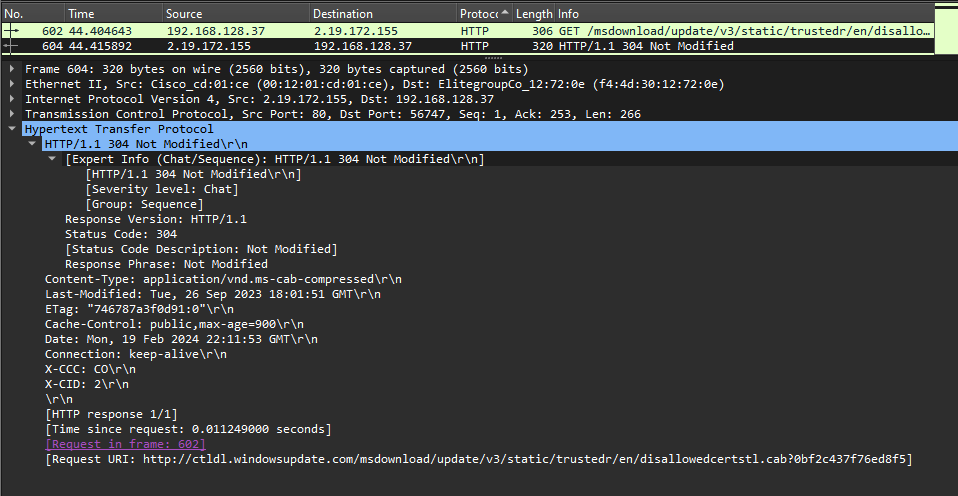 No. Time Source Destination Protocc Length Info
602 44.404643 192.168.128.37 2.19.172.155 HTTP 306 GET /msdownload/update/v3/static/trustedr/en/disallo…
604 44.415892 2.19.172.155 192.168.128.37 HTTP 320 HTTP/1.1 304 Not Modified
Frame 604: 320 bytes on wire (2560 bits), 320 bytes captured (2560 bits)
Ethernet II, Src: Cisco_cd:01:ce (00:12:01:cd:01:ce), Dst: ElitegroupCo_12:72:0e (f4:4d:30:12:72:0e)
Internet Protocol Version 4, Src: 2.19.172.155, Dst: 192.168.128.37
Transmission Control Protocol, Src Port: 80, Dst Port: 56747, Seq: 1, Ack: 253, Len: 266
Hypertext Transfer Protocol
HTTP/1.1 304 Not Modified\r\n
[Expert Info (Chat/Sequence): HTTP/1.1 304 Not Modified\r\n]
[HTTP/1.1 304 Not Modified\r\n]
[Severity level: Chat]
[Group: Sequence]
Response Version: HTTP/1.1
Status Code: 304
[Status Code Description: Not Modified]
Response Phrase: Not Modified
Content-Type: application/vnd.ms-cab-compressed\r\n
Last-Modified: Tue, 26 Sep 2023 18:01:51 GMT\r\n
ETag: "746787a3f0d91:0"\r\n
Cache-Control: public,max-age=900\r\n
Date: Mon, 19 Feb 2024 22:11:53 GMT\r\n
Connection: keep-alive\r\n
X-CCC: CO\r\n
X-CID: 2\r\n
\r\n
[HTTP response 1/1]
[Time since request: 0.011249000 seconds]
[Request in frame: 602]
[Request URI: http://ctldl.windowsupdate.com/msdownload/update/v3/static/trustedr/en/disallowedcertstl.cab?0bf2c437f76ed8f5]